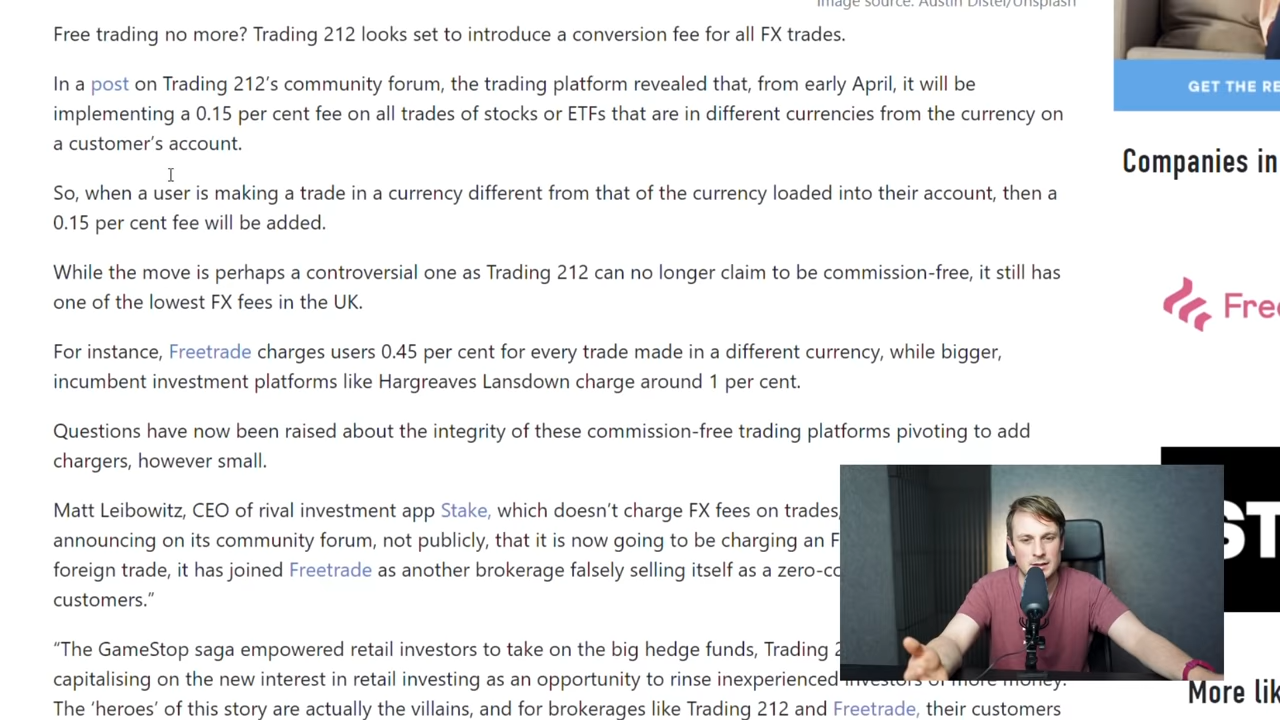 Image source: Austin Distel/Unsplash
Free trading no more? Trading 212 looks set to introduce a conversion fee for all FX trades.
In a post on Trading 212’s community forum, the trading platform revealed that, from early April, it will be
implementing a 0.15 per cent fee on all trades of stocks or ETFs that are in different currencies from the currency on
a customer’s account.
So, when a user is making a trade in a currency different from that of the currency loaded into their account, then a
0.15 per cent fee will be added.
While the move is perhaps a controversial one as Trading 212 can no longer claim to be commission-free, it still has
one of the lowest FX fees in the UK.
For instance, Freetrade charges users 0.45 per cent for every trade made in a different currency, while bigger,
incumbent investment platforms like Hargreaves Lansdown charge around 1 per cent.
Questions have now been raised about the integrity of these commission-free trading platforms pivoting to add
chargers, however small.
Matt Leibowitz, CEO of rival investment app Stake, which doesn’t charge FX fees on trades,
announcing on its community forum, not publicly, that it is now going to be charging an F
foreign trade, it has joined Freetrade as another brokerage falsely selling itself as a zero-co
customers.”
“The GameStop saga empowered retail investors to take on the big hedge funds, Trading 2
capitalising on the new interest in retail investing as an opportunity to rinse inexperienced investors of more money.
The ‘heroes’ of this story are actually the villains, and for brokerages like Trading 212 and Freetrade, their customers
GET THE RE
Companies in
Free
ST
More lik